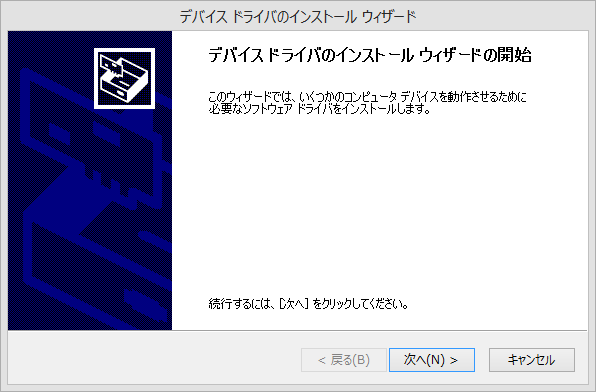 デバイス ドライバのインストール ウィザード
デバイス ドライバのインストール ウィザードの開始
このウィザードでは、いくつかのコンピュータ デバイスを動作させるために
必要なソフトウェア ドライバをインストールします。
続行するには、[次へ] をクリックしてください。
< 戻る(B)
次へ(N) >
キャンセル